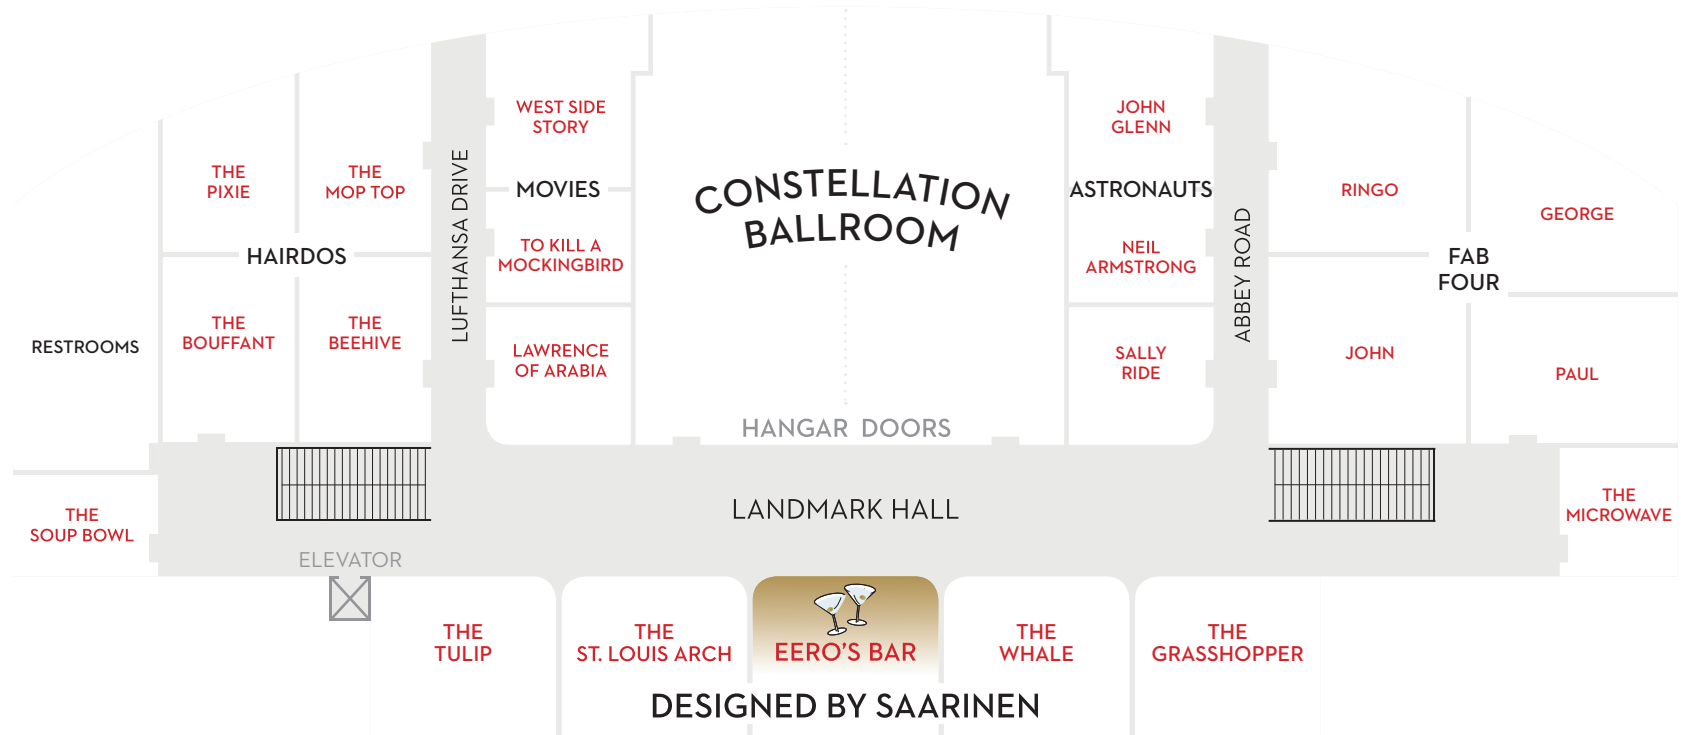 WEST SIDE
STORY
JOHN
GLENN
THE
PIXIE
THE
MOP TOP
MOVIES
CONSTELLATION
BALLROOM
ASTRONAUTS
RINGO
GEORGE
LUFTHANSA DRIVE
TO KILL A
MOCKINGBIRD
NEIL
ARMSTRONG
ABBEY ROAD
HAIRDOS
FAB
FOUR
THE
BOUFFANT
THE
BEEHIVE
RESTROOMS
LAWRENCE
OF ARABIA
SALLY
RIDE
JOHN
PAUL
HANGAR DOORS
LANDMARK HALL
THE
SOUP BOWL
THE
MICROWAVE
ELEVATOR
THE
TULIP
THE
ST. LOUIS ARCH
EERO'S BAR
THE
WHALE
THE
GRASSHOPPER
DESIGNED BY SAARINEN